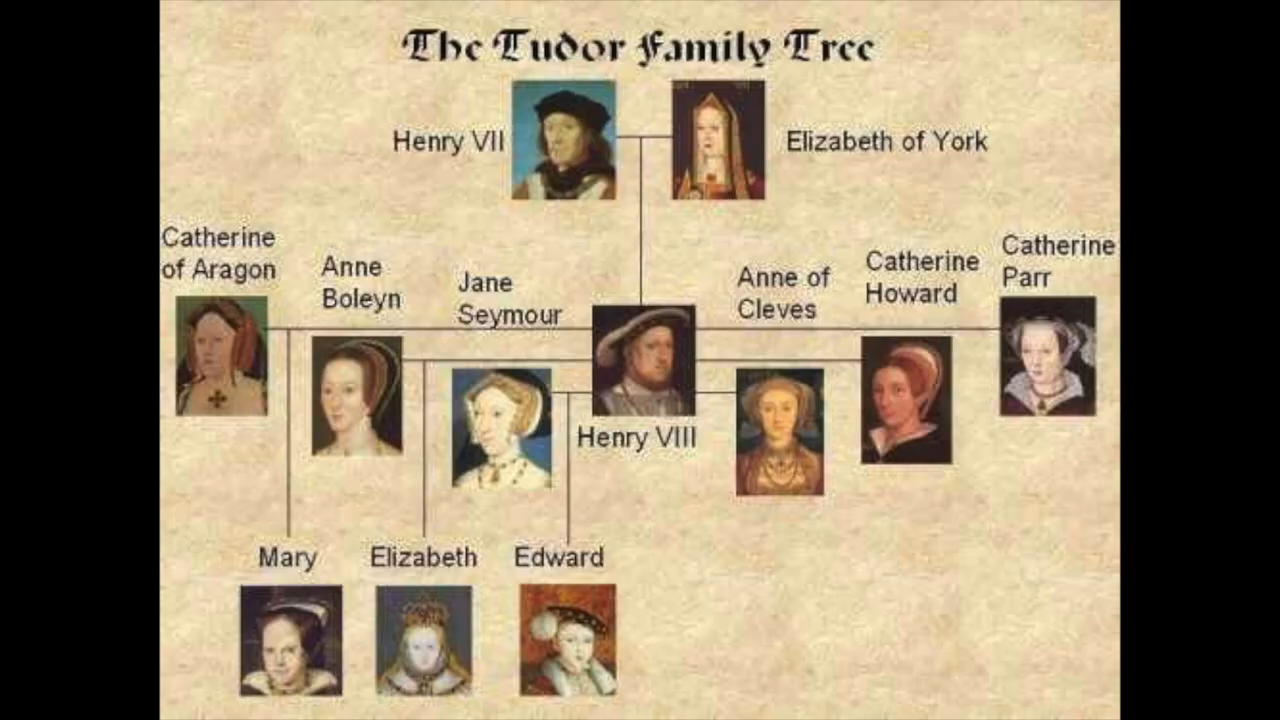 The Tudor Family Tree
Henry VII
Elizabeth of York
Catherine
of Aragon
Anne
Boleyn
Jane
Seymour
Anne of
Cleves
Catherine
Howard
Catherine
Parr
Henry VIII
Mary
Elizabeth
Edward